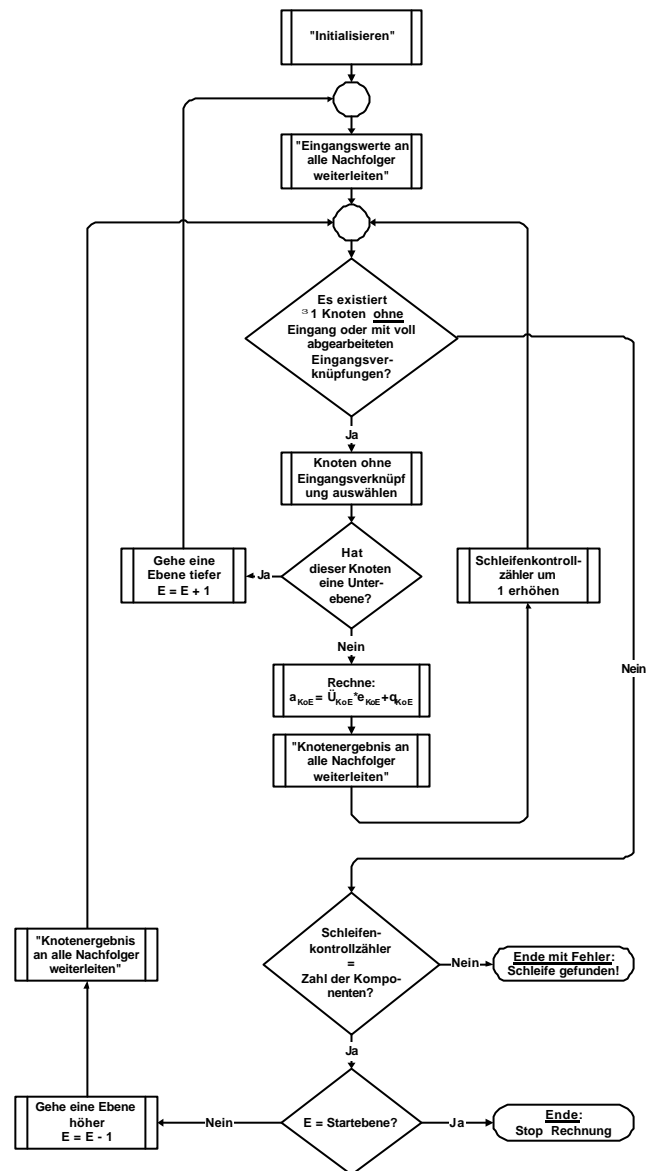 "Initialisieren"
"Eingangswerte an
alle Nachfolger
weiterleiten"
Es existiert
³ 1 Knoten ohne
Eingang oder mit voll
abgearbeiteten
Eingangsver-
knüpfungen?
Ja
Knoten ohne
Eingangsverknüpf
ung auswählen
Hat
dieser Knoten
eine Unter-
ebene?
Ja
Gehe eine
Ebene tiefer
E = E + 1
Schleifenkontroll-
zähler um
1 erhöhen
Nein
Nein
Rechne:
aKoE = ÜKoE*eKoE+qKoE
"Knotenergebnis an
alle Nachfolger
weiterleiten"
Schleifen-
kontrollzähler
=
Zahl der Kompo-
nenten?
Nein
Ende mit Fehler:
Schleife gefunden!
"Knotenergebnis
an alle Nachfolger
weiterleiten"
Ja
Gehe eine Ebene
höher
E = E - 1
Nein
E = Startebene?
Ja
Ende:
Stop Rechnung